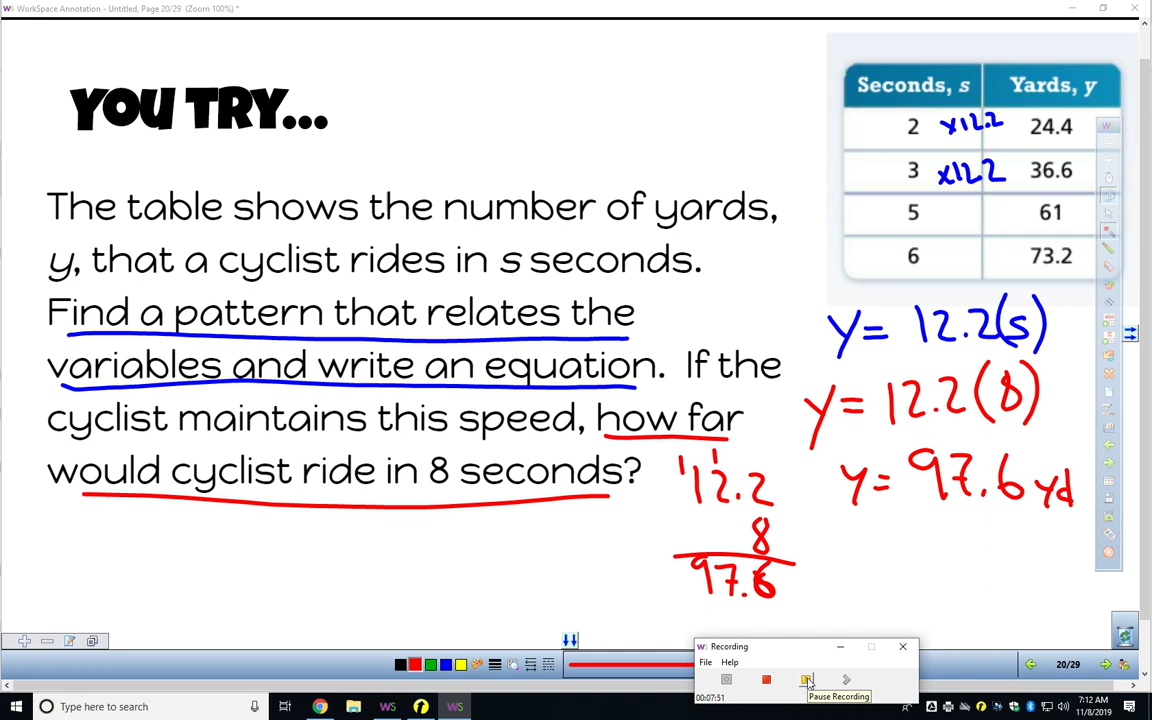 WorkSpace Annotation - Untitled, Page 20/29 (Zoom 100%) *
YOU TRY...
The table shows the number of yards,
y, that a cyclist rides in s seconds.
Find a pattern that relates the
variables and write an equation. If the
cyclist maintains this speed, how far
would cyclist ride in 8 seconds?
Seconds, s Yards, y
2 x12.2 24.4
3 x12.2 36.6
5 61
6 73.2
y = 12.2(s)
y = 12.2(8)
y = 97.6 yd
1 1
12.2
8
97.6
Recording
File Help
00:07:51
Pause Recording
20/29
Type here to search
7:12 AM
11/8/2019